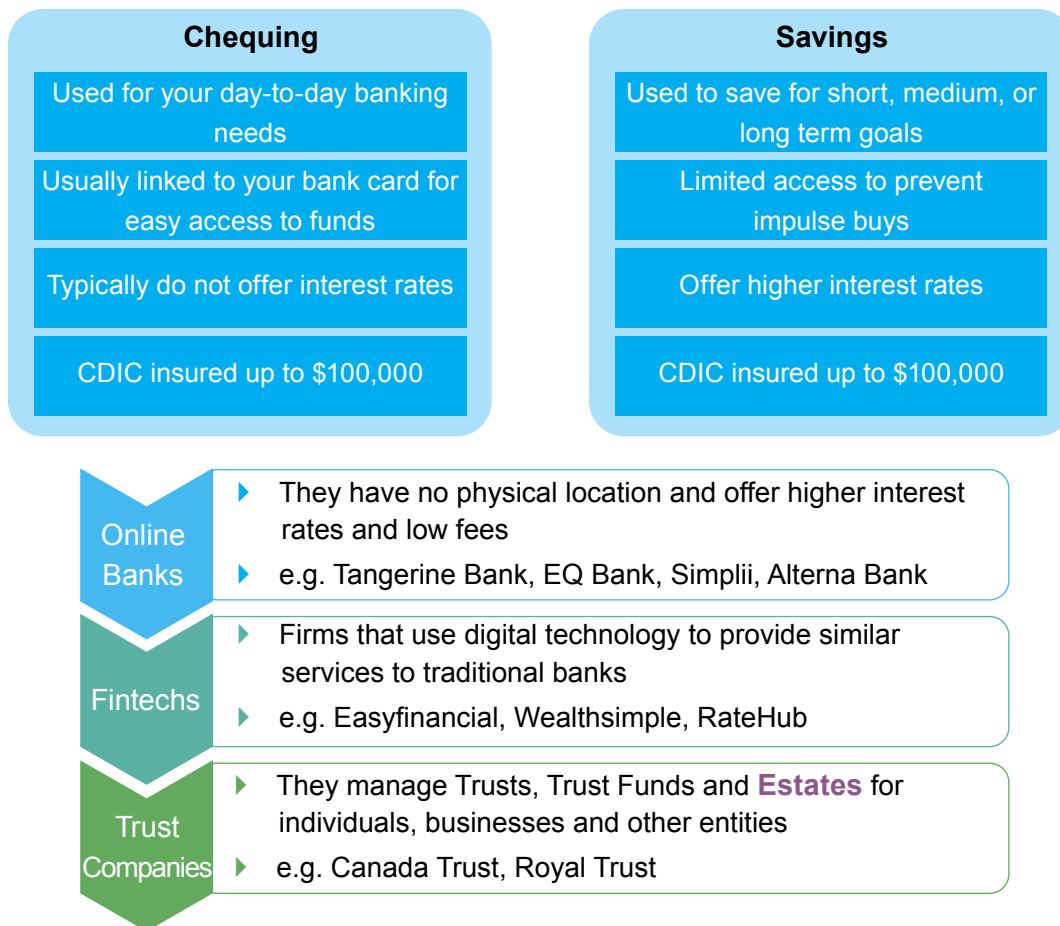 Chequing
Used for your day-to-day banking
needs
Usually linked to your bank card for
easy access to funds
Typically do not offer interest rates
CDIC insured up to $100,000
Savings
Used to save for short, medium, or
long term goals
Limited access to prevent
impulse buys
Offer higher interest rates
CDIC insured up to $100,000
Online
Banks
They have no physical location and offer higher interest
rates and low fees
e.g. Tangerine Bank, EQ Bank, Simplii, Alterna Bank
Fintechs
Firms that use digital technology to provide similar
services to traditional banks
e.g. Easyfinancial, Wealthsimple, RateHub
Trust
Companies
They manage Trusts, Trust Funds and Estates for
individuals, businesses and other entities
e.g. Canada Trust, Royal Trust